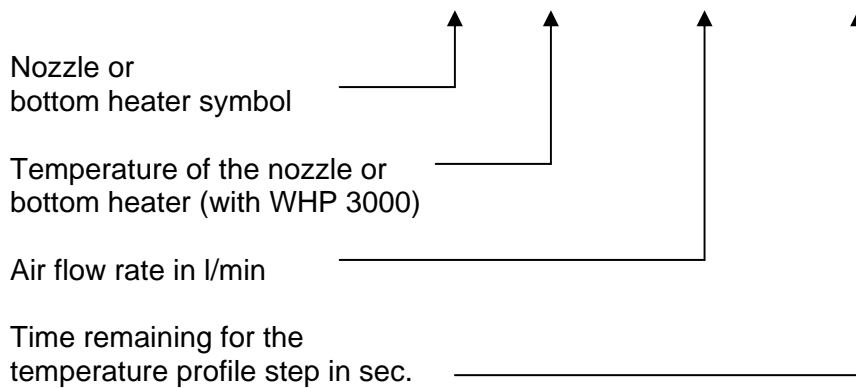 Nozzle or
bottom heater symbol
Temperature of the nozzle or
bottom heater (with WHP 3000)
Air flow rate in l/min
Time remaining for the
temperature profile step in sec.